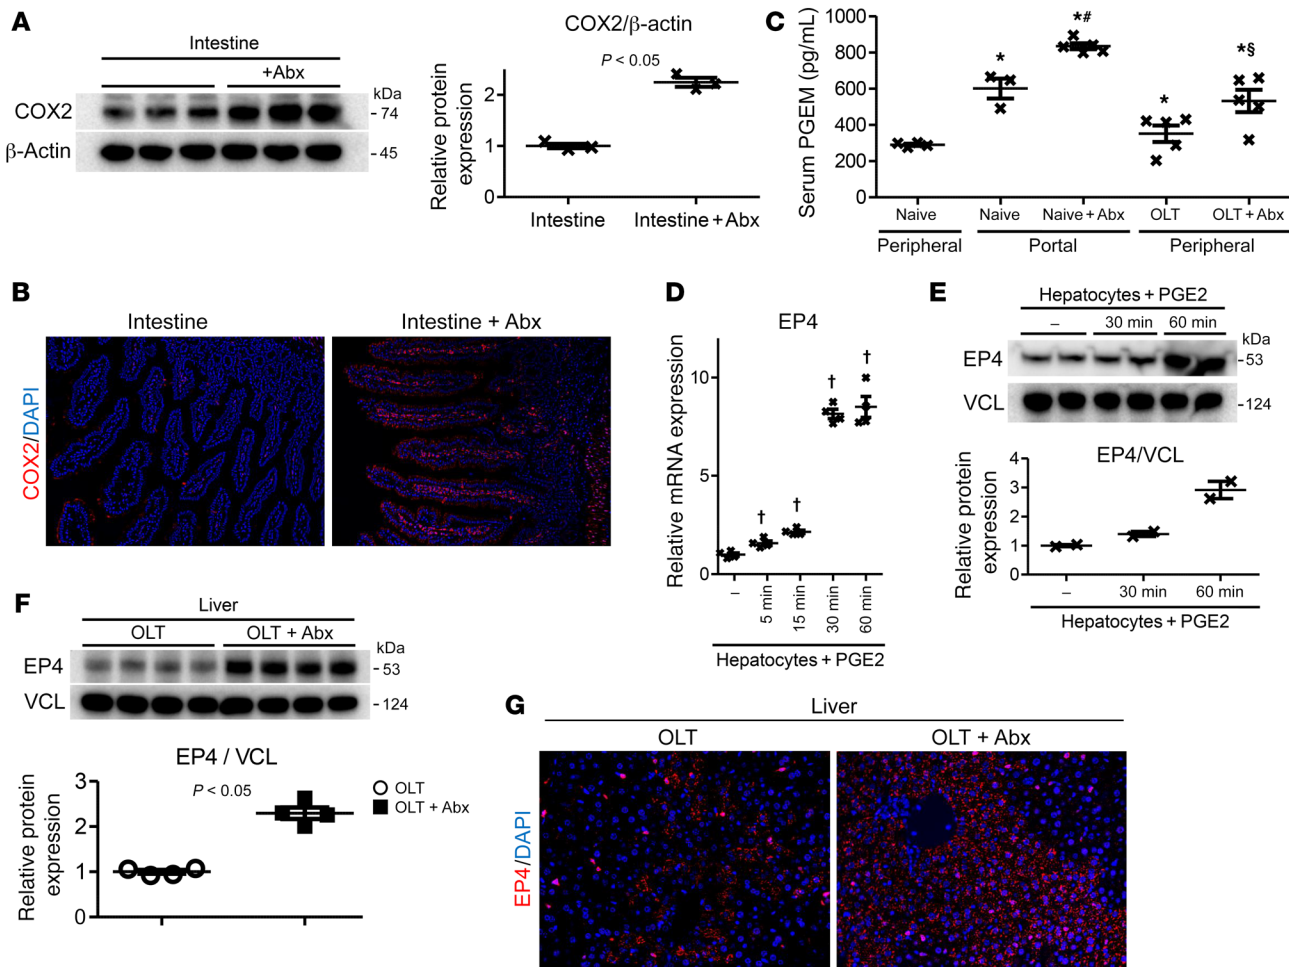 A
Intestine
+Abx
kDa
COX2
- 74
β-Actin
- 45
COX2/β-actin
P < 0.05
Relative protein
expression
2
1
0
Intestine
Intestine + Abx
C
Serum PGEM (pg/mL)
1000
800
600
400
200
0
*
*#
*
*§
Naive
Naive
Naive + Abx
OLT
OLT + Abx
Peripheral
Portal
Peripheral
B
Intestine
Intestine + Abx
COX2/DAPI
D
EP4
Relative mRNA expression
10
5
0
†
†
†
†
–
5 min
15 min
30 min
60 min
Hepatocytes + PGE2
E
Hepatocytes + PGE2
–
30 min
60 min
kDa
EP4
- 53
VCL
- 124
EP4/VCL
Relative protein
expression
4
3
2
1
0
–
30 min
60 min
Hepatocytes + PGE2
F
Liver
OLT
OLT + Abx
kDa
EP4
- 53
VCL
- 124
EP4 / VCL
P < 0.05
OLT
OLT + Abx
Relative protein
expression
3
2
1
0
G
Liver
OLT
OLT + Abx
EP4/DAPI